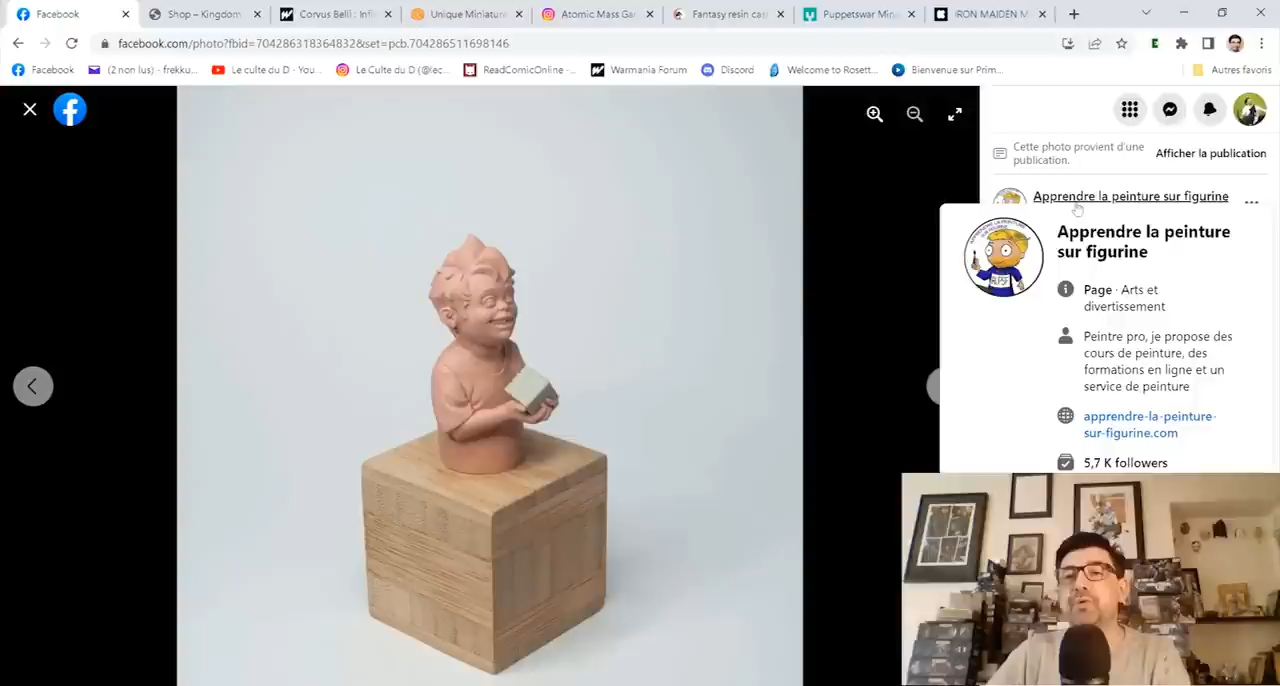 Facebook
Shop – Kingdom
Corvus Belli : Infi
Unique Miniature
Atomic Mass Ga
Fantasy resin cas
Puppetswar Mini
IRON MAIDEN M
facebook.com/photo?fbid=704286318364832&set=pcb.704286511698146
Facebook
(2 non lus) - frekku...
Le culte du D - You...
Le Culte du D (@lec...
ReadComicOnline -...
Warmania Forum
Discord
Welcome to Rosett...
Bienvenue sur Prim...
Autres favoris
Cette photo provient d'une
publication.
Afficher la publication
Apprendre la peinture sur figurine
Apprendre la peinture
sur figurine
Page · Arts et
divertissement
Peintre pro, je propose des
cours de peinture, des
formations en ligne et un
service de peinture
apprendre-la-peinture-
sur-figurine.com
5,7 K followers